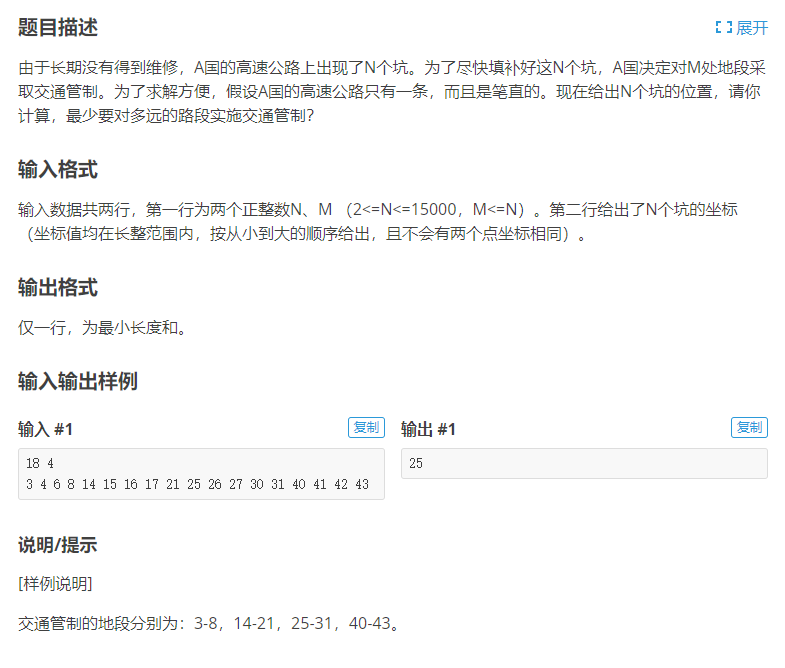 题目描述
展开
由于长期没有得到维修，A国的高速公路上出现了N个坑。为了尽快填补好这N个坑，A国决定对M处地段采
取交通管制。为了求解方便，假设A国的高速公路只有一条，而且是笔直的。现在给出N个坑的位置，请你
计算，最少要对多远的路段实施交通管制？
输入格式
输入数据共两行，第一行为两个正整数N、M （2<=N<=15000，M<=N）。第二行给出了N个坑的坐标
（坐标值均在长整范围内，按从小到大的顺序给出，且不会有两个点坐标相同）。
输出格式
仅一行，为最小长度和。
输入输出样例
输入 #1
复制
18 4
3 4 6 8 14 15 16 17 21 25 26 27 30 31 40 41 42 43
输出 #1
复制
25
说明/提示
[样例说明]
交通管制的地段分别为：3-8，14-21，25-31，40-43。